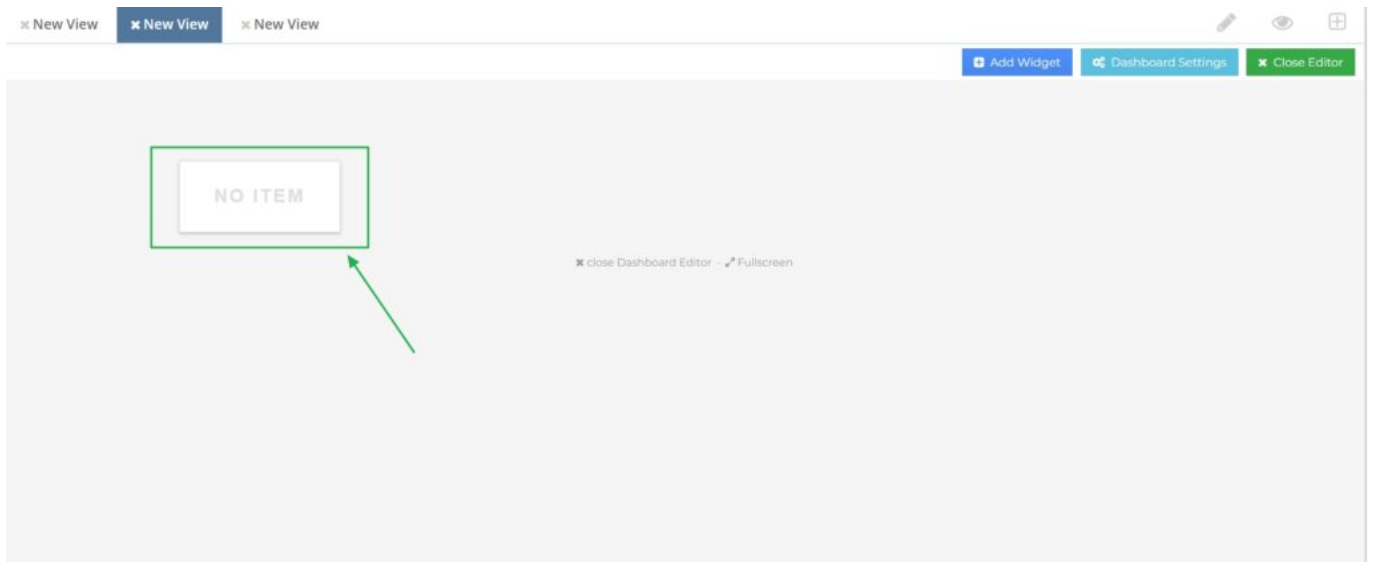 New View New View New View
Add Widget Dashboard Settings Close Editor
NO ITEM
close Dashboard Editor - Fullscreen